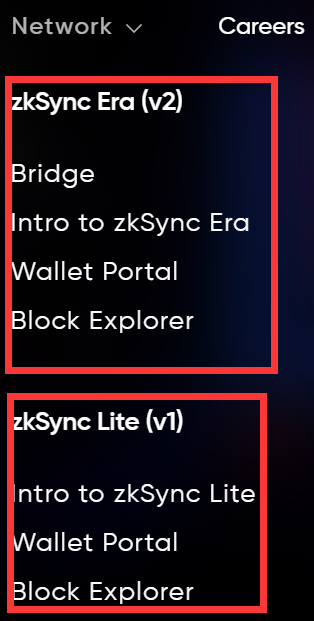 Network Careers
zkSync Era (v2)
Bridge
Intro to zkSync Era
Wallet Portal
Block Explorer
zkSync Lite (v1)
Intro to zkSync Lite
Wallet Portal
Block Explorer